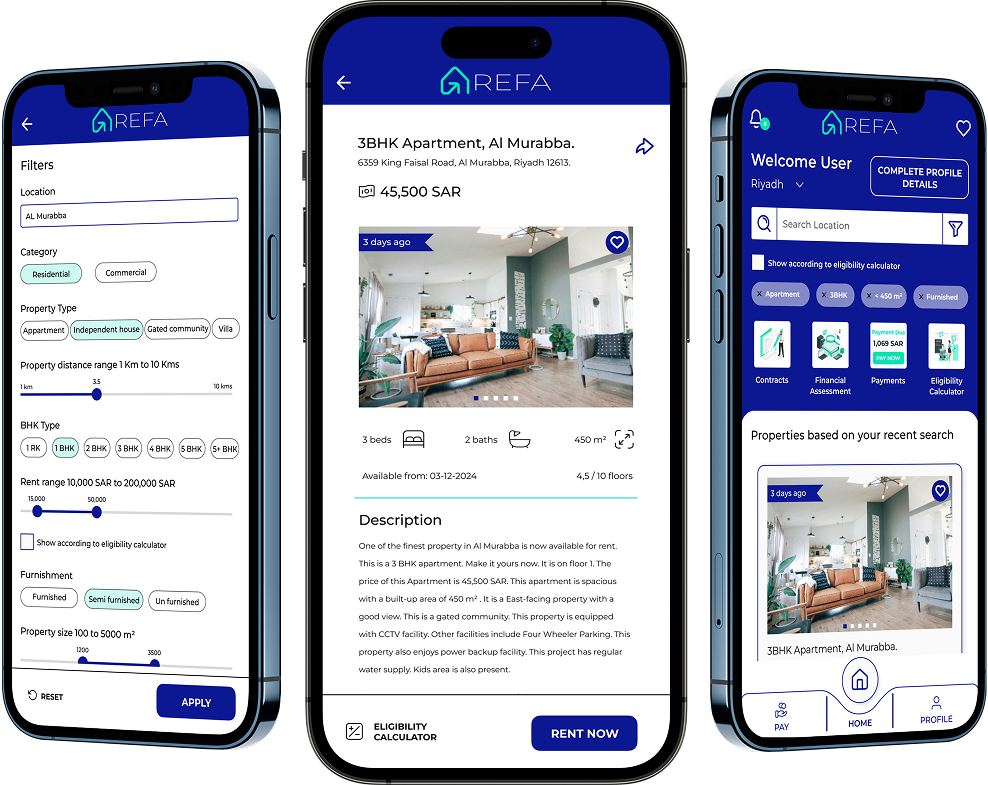 REFA
Filters
Location
AL Murabba
Category
Residential
Commercial
Property Type
Appartment
Independent house
Gated community
Villa
Property distance range 1 Km to 10 Kms
1 km
3.5
10 kms
BHK Type
1 RK
1 BHK
2 BHK
3 BHK
4 BHK
5 BHK
5+ BHK
Rent range 10,000 SAR to 200,000 SAR
15,000
50,000
Show according to eligibility calculator
Furnishment
Furnished
Semi furnished
Un furnished
Property size 100 to 5000 m²
1200
3500
RESET
APPLY
REFA
3BHK Apartment, Al Murabba.
6359 King Faisal Road, Al Murabba, Riyadh 12613.
45,500 SAR
3 days ago
3 beds
2 baths
450 m²
Available from: 03-12-2024
4,5 / 10 floors
Description
One of the finest property in Al Murabba is now available for rent.
This is a 3 BHK apartment. Make it yours now. It is on floor 1. The
price of this Apartment is 45,500 SAR. This apartment is spacious
with a built-up area of 450 m² . It is a East-facing property with a
good view. This is a gated community. This property is equipped
with CCTV facility. Other facilities include Four Wheeler Parking. This
property also enjoys power backup facility. This project has regular
water supply. Kids area is also present.
ELIGIBILITY
CALCULATOR
RENT NOW
REFA
Welcome User
Riyadh
COMPLETE PROFILE
DETAILS
Search Location
Show according to eligibility calculator
× Apartment
× 3BHK
× < 450 m²
× Furnished
Payment Due
1,069 SAR
PAY NOW
Contracts
Financial
Assessment
Payments
Eligibility
Calculator
Properties based on your recent search
3 days ago
3BHK Apartment, Al Murabba.
PAY
HOME
PROFILE